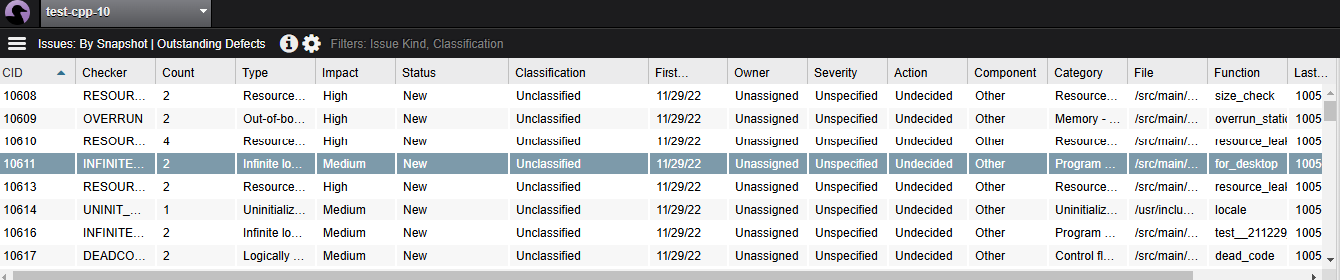 test-cpp-10
Issues: By Snapshot | Outstanding Defects Filters: Issue Kind, Classification
CID Checker Count Type Impact Status Classification First... Owner Severity Action Component Category File Function Last...
10608 RESOUR... 2 Resource... High New Unclassified 11/29/22 Unassigned Unspecified Undecided Other Resource... /src/main/... size_check 1005
10609 OVERRUN 2 Out-of-bo... High New Unclassified 11/29/22 Unassigned Unspecified Undecided Other Memory - ... /src/main/... overrun_static 1005
10610 RESOUR... 4 Resource... High New Unclassified 11/29/22 Unassigned Unspecified Undecided Other Resource... /src/main/... resource_leak 1005
10611 INFINITE... 2 Infinite lo... Medium New Unclassified 11/29/22 Unassigned Unspecified Undecided Other Program ... /src/main/... for_desktop 1005
10613 RESOUR... 2 Resource... High New Unclassified 11/29/22 Unassigned Unspecified Undecided Other Resource... /src/main/... resource_leak 1005
10614 UNINIT_... 1 Uninitializ... Medium New Unclassified 11/29/22 Unassigned Unspecified Undecided Other Uninitializ... /usr/inclu... locale 1005
10616 INFINITE... 2 Infinite lo... Medium New Unclassified 11/29/22 Unassigned Unspecified Undecided Other Program ... /src/main/... test__211229_ 1005
10617 DEADCO... 2 Logically ... Medium New Unclassified 11/29/22 Unassigned Unspecified Undecided Other Control fl... /src/main/... dead_code 1005